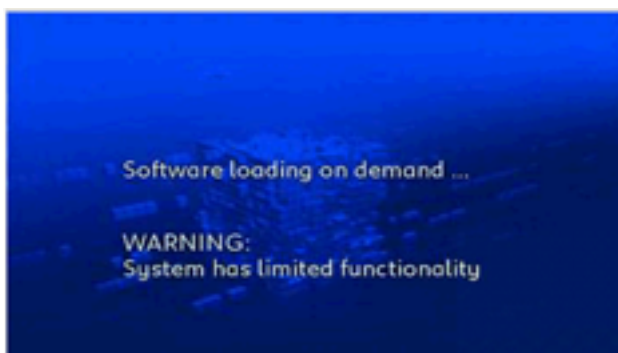 Software loading on demand ...
WARNING:
System has limited functionality